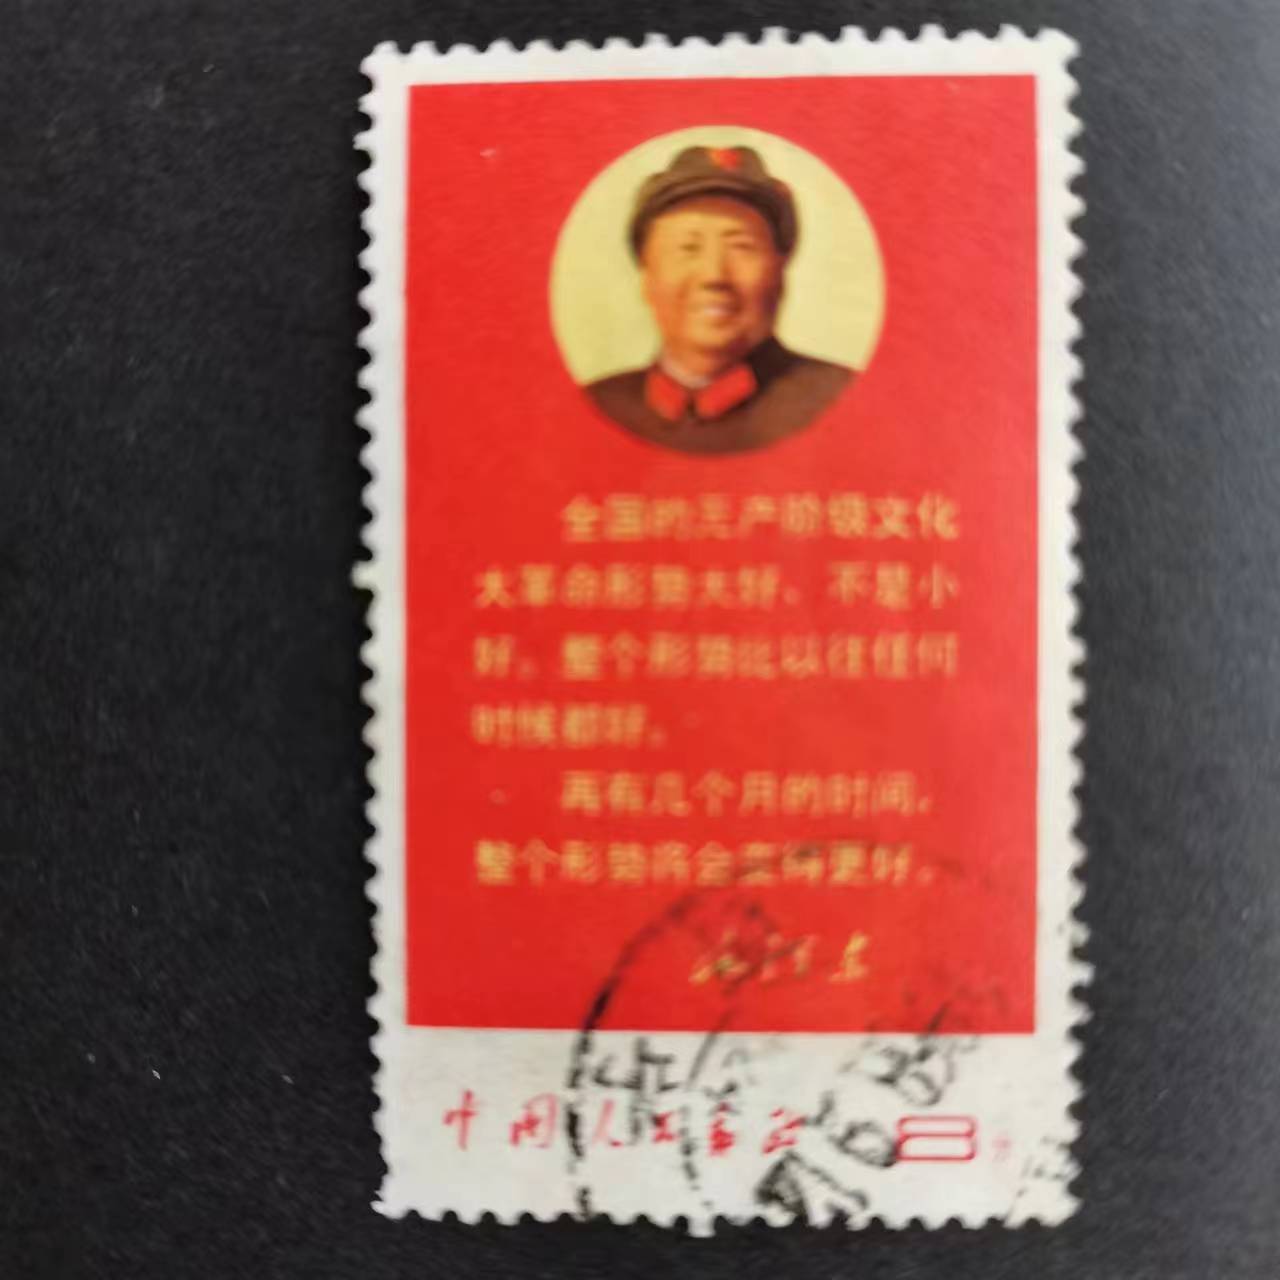 全国的无产阶级文化
大革命形势大好,不是小
好。整个形势比以往任何
时候都好。
再有几个月的时间,
整个形势将会变得更好。
毛泽东
中国人民邮政 8分